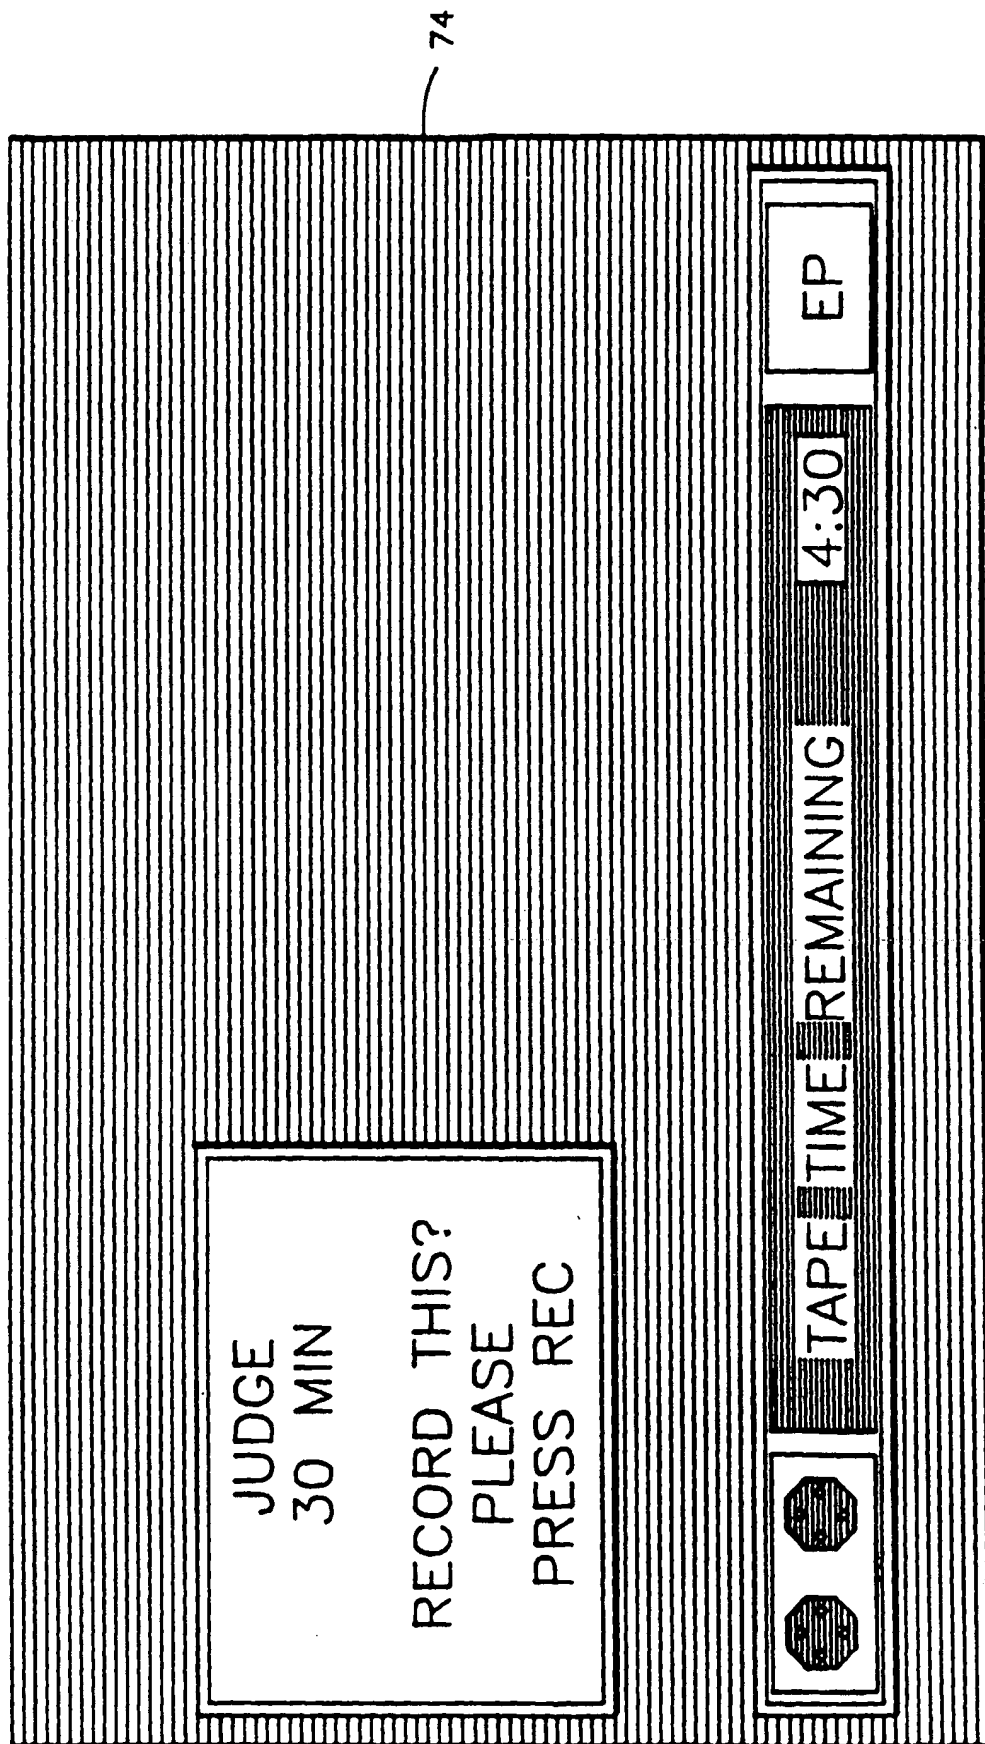 74
JUDGE
30 MIN
RECORD THIS?
PLEASE
PRESS REC
TAPE TIME REMAINING 4:30 EP